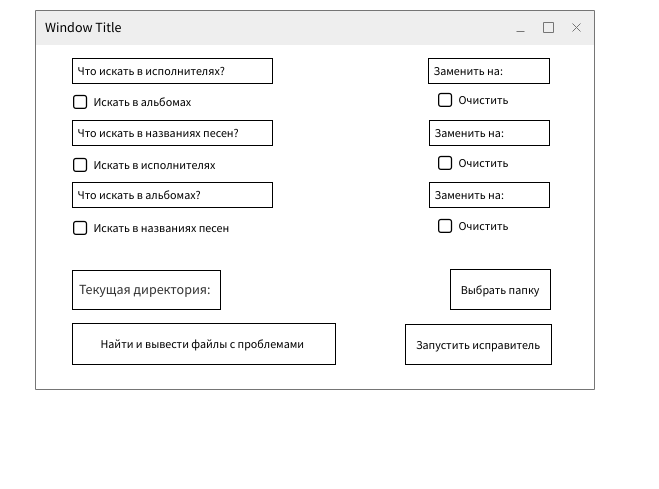 Window Title
Что искать в исполнителях?
Заменить на:
Искать в альбомах
Очистить
Что искать в названиях песен?
Заменить на:
Искать в исполнителях
Очистить
Что искать в альбомах?
Заменить на:
Искать в названиях песен
Очистить
Текущая директория:
Выбрать папку
Найти и вывести файлы с проблемами
Запустить исправитель